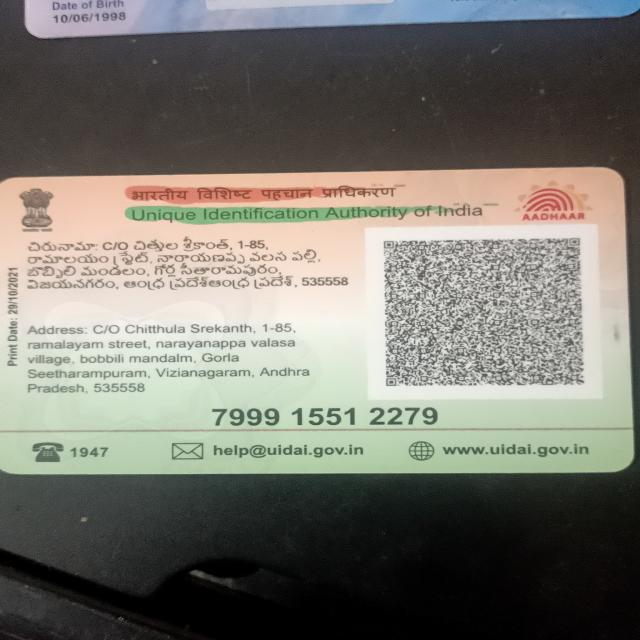 Date of Birth
10/06/1998
भारतीय विशिष्ट पहचान प्राधिकरण
Unique Identification Authority of India
AADHAAR
చిరునామా: C/O చిత్తుల శ్రీకాంత్, 1-85,
రామాలయం స్ట్రీట్, నారాయణప్ప వలస పల్లి,
బొబ్బిలి మండలం, గొర్ల సీతారామపురం,
విజయనగరం, ఆంధ్ర ప్రదేశ్ఆంధ్ర ప్రదేశ్, 535558
Print Date: 29/10/2021
Address: C/O Chitthula Srekanth, 1-85,
ramalayam street, narayanappa valasa
village, bobbili mandalm, Gorla
Seetharampuram, Vizianagaram, Andhra
Pradesh, 535558
7999 1551 2279
1947
help@uidai.gov.in
www.uidai.gov.in